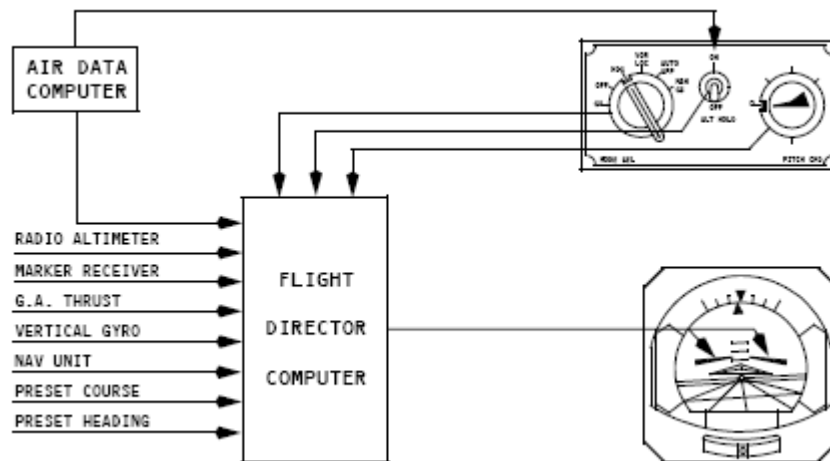 AIR DATA
COMPUTER
VOR
LOC
AUTO
APP
ON
OFF
OFF
ALT HOLD
PITCH CMD
RADIO ALTIMETER
MARKER RECEIVER
G.A. THRUST
VERTICAL GYRO
NAV UNIT
PRESET COURSE
PRESET HEADING
FLIGHT
DIRECTOR
COMPUTER